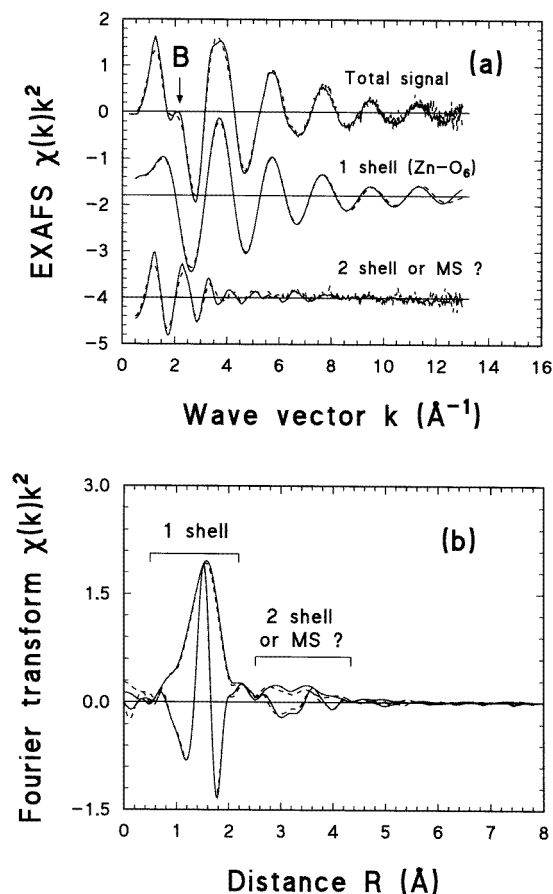 (a)
B
Total signal
1 shell (Zn-O₆)
2 shell or MS ?
EXAFS χ(k)k²
1 2
0
-1
-2
-3
-4
-5
0 2 4 6 8 10 12 14 16
Wave vector k (Å⁻¹)
(b)
1 shell
2 shell
or MS ?
Fourier transform χ(k)k²
3.0
1.5
0.0
-1.5
0 1 2 3 4 5 6 7 8
Distance R (Å)